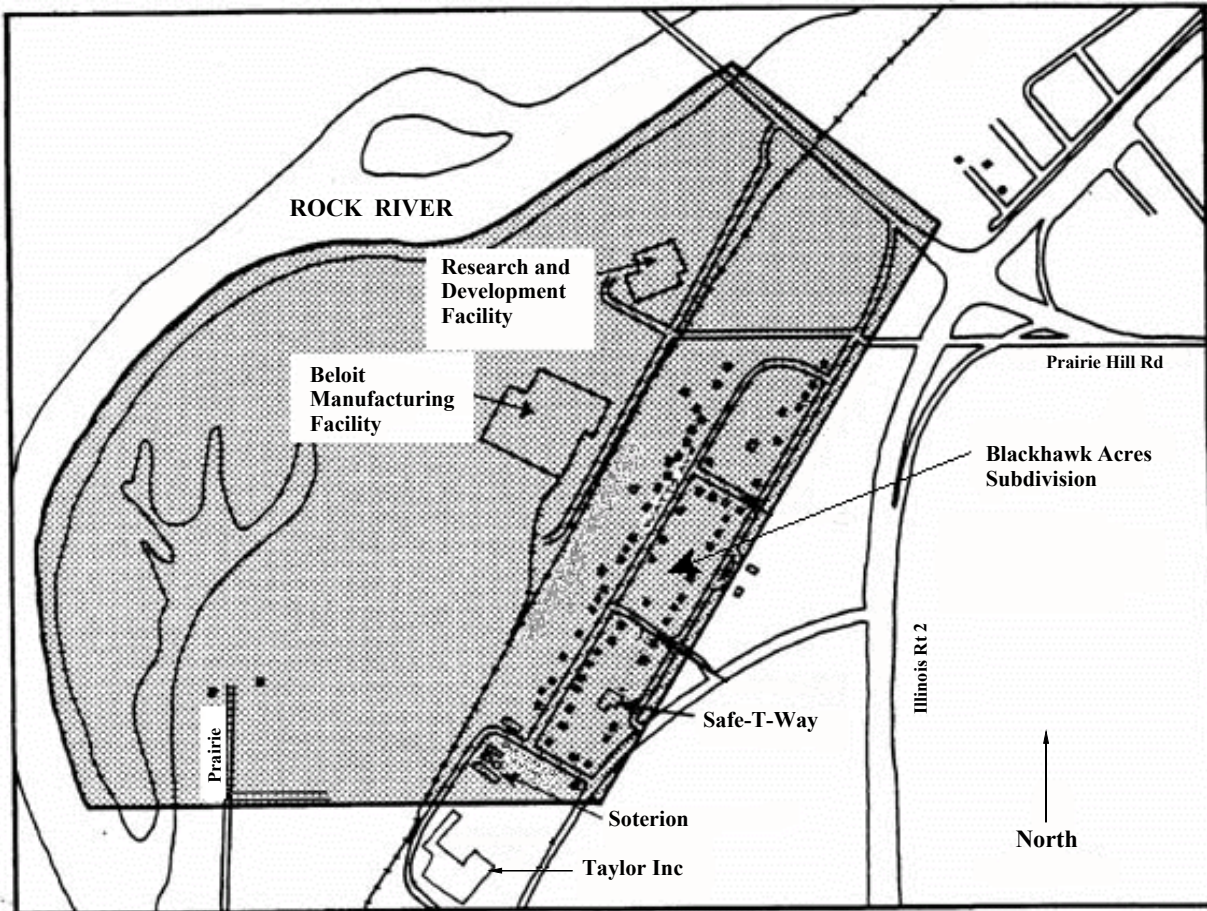 ROCK RIVER
Research and
Development
Facility
Prairie Hill Rd
Beloit
Manufacturing
Facility
Blackhawk Acres
Subdivision
Illinois Rt 2
Safe-T-Way
Prairie
Soterion
North
Taylor Inc